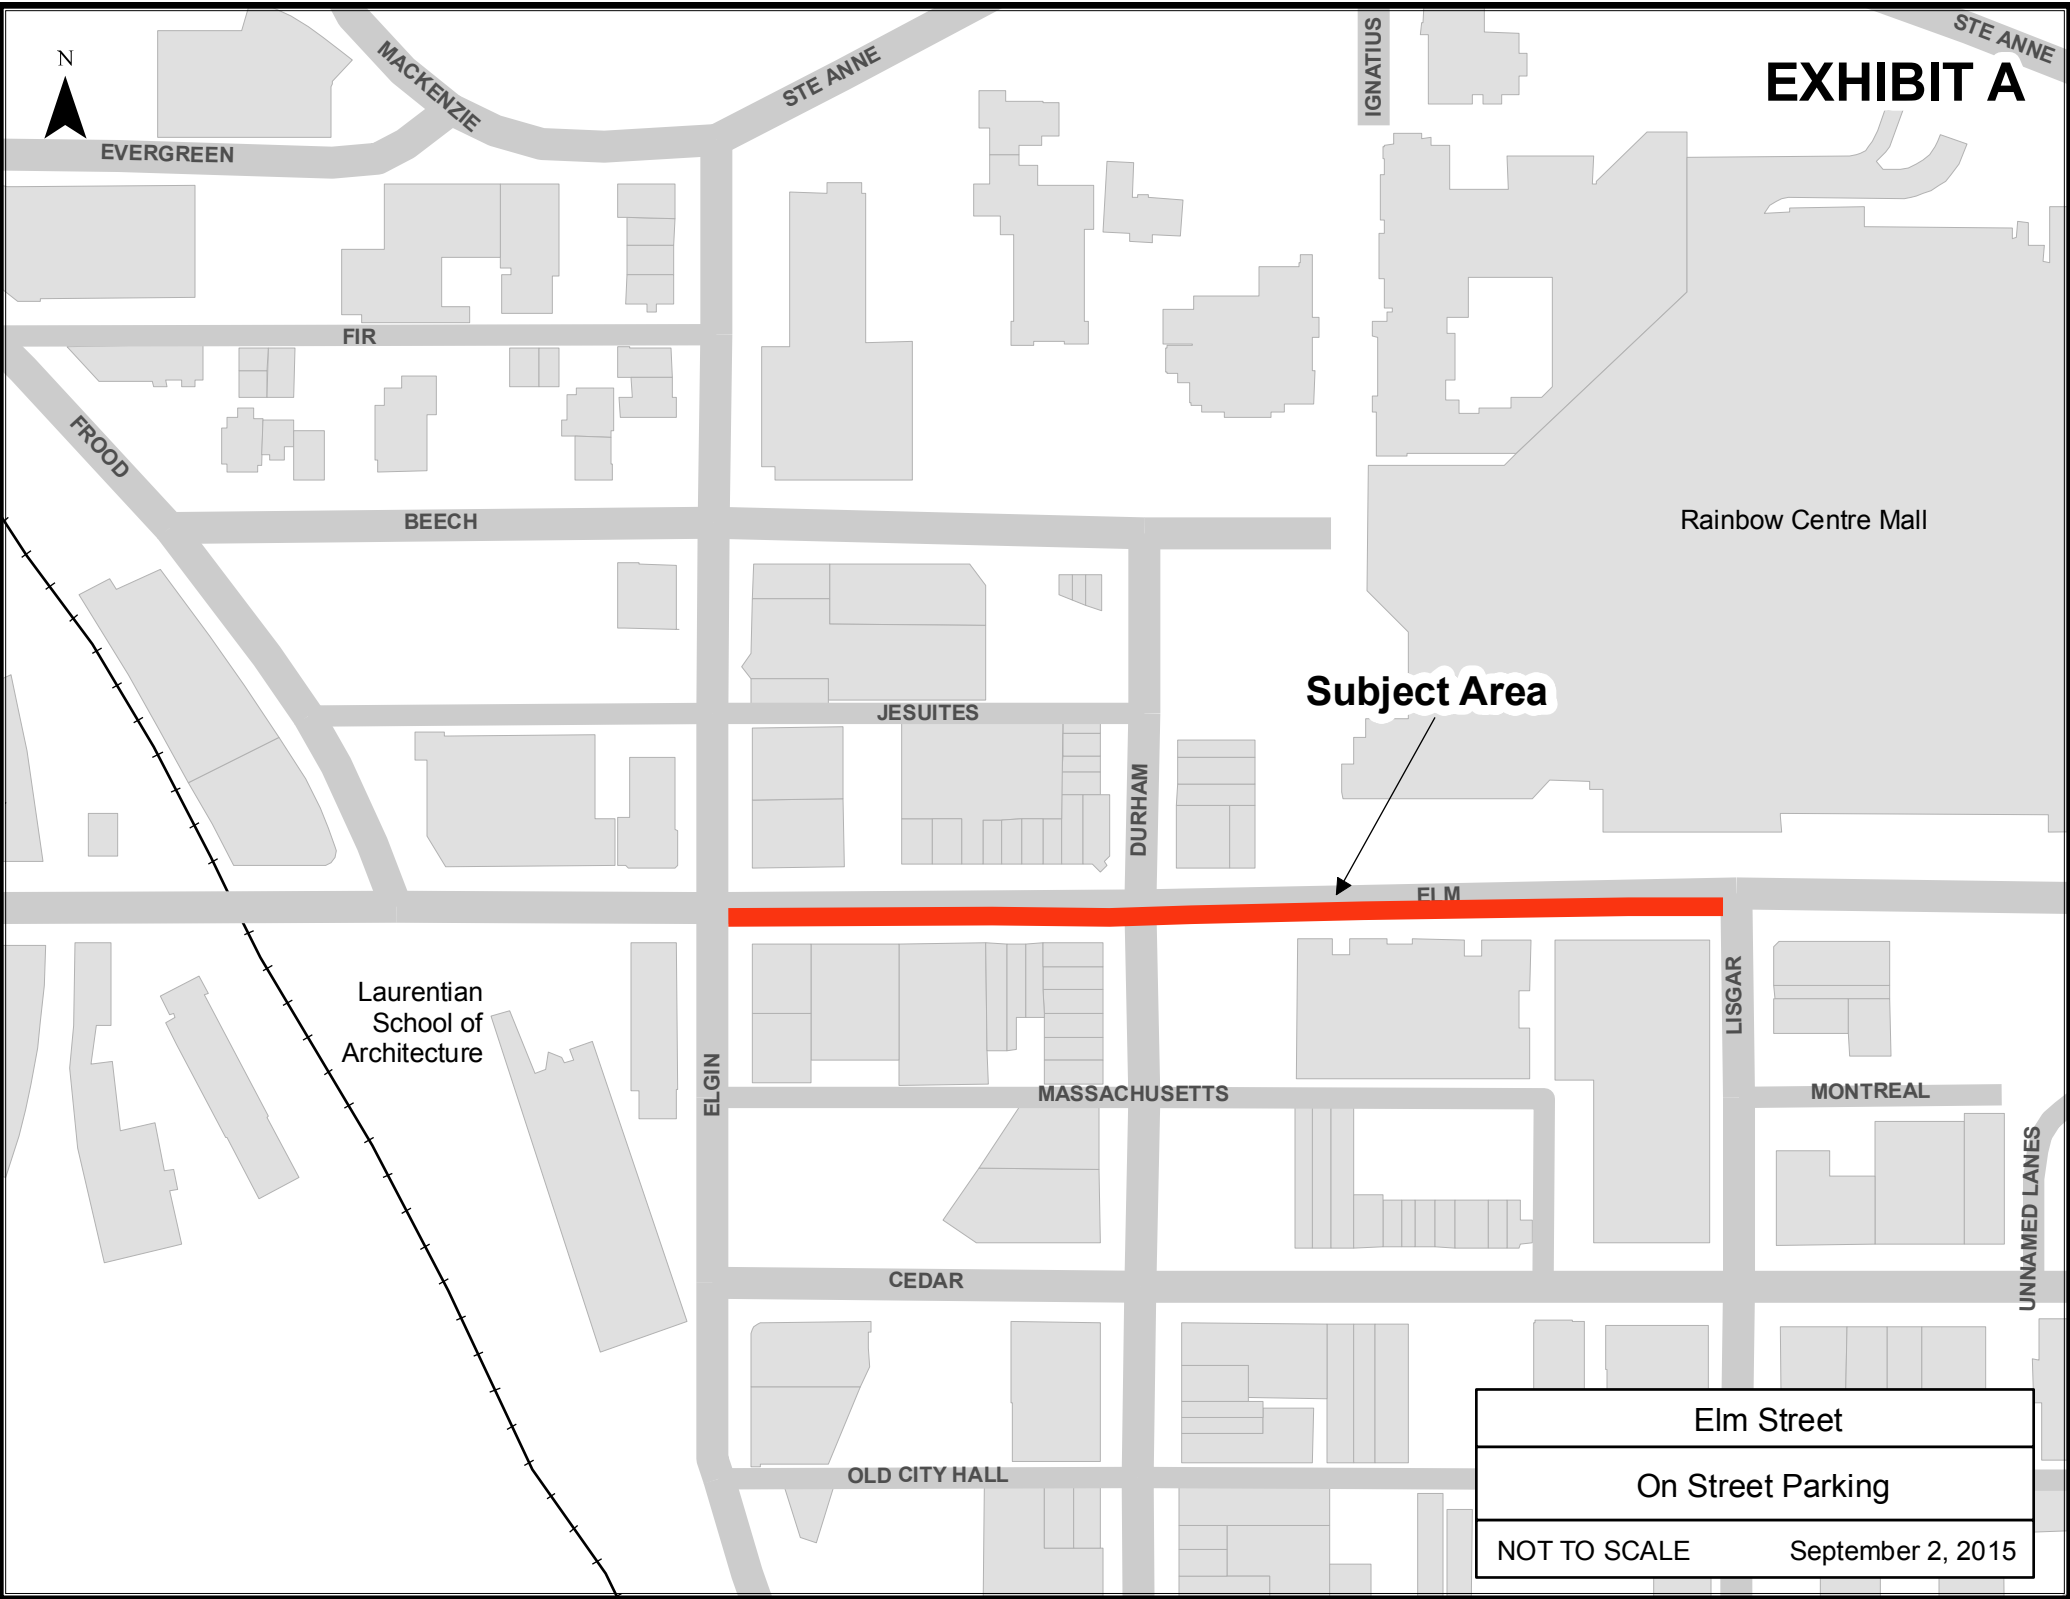 N
MACKENZIE
STE ANNE
IGNATIUS
STE ANNE
EXHIBIT A
EVERGREEN
FIR
FROOD
BEECH
Rainbow Centre Mall
Subject Area
JESUITES
DURHAM
ELM
Laurentian
School of
Architecture
LISGAR
ELGIN
MASSACHUSETTS
MONTREAL
UNNAMED LANES
CEDAR
OLD CITY HALL
Elm Street
On Street Parking
NOT TO SCALE September 2, 2015